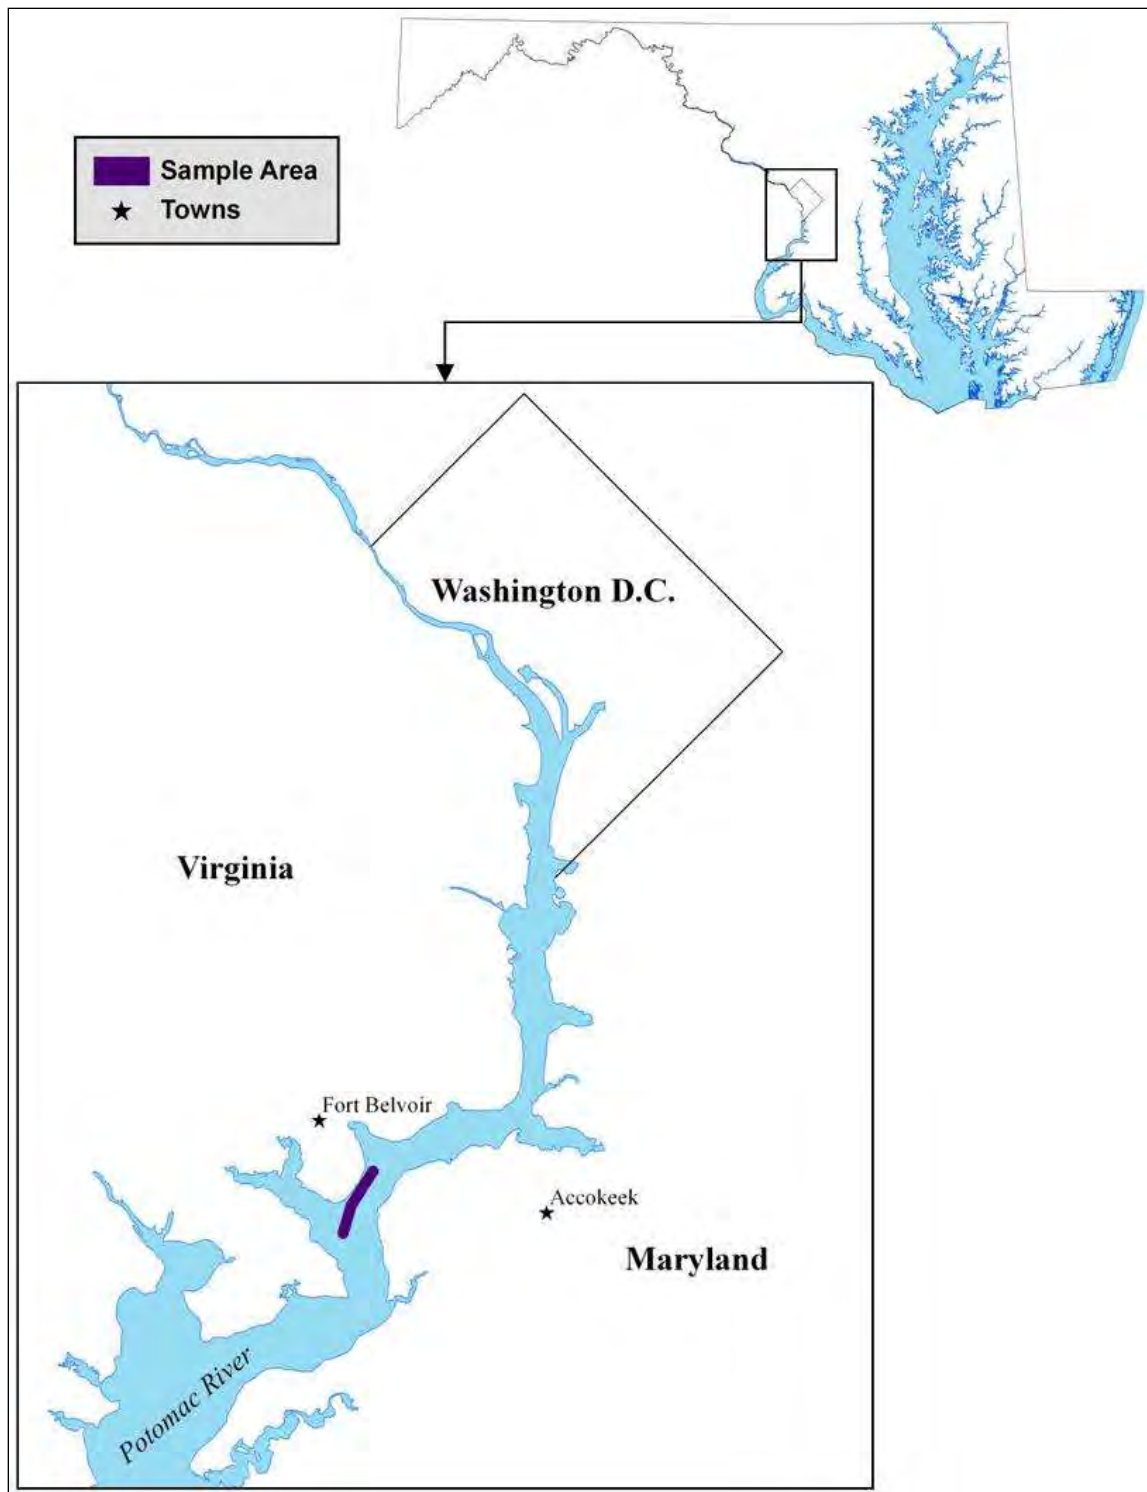 Sample Area
Towns
Washington D.C.
Virginia
Fort Belvoir
Accokeek
Maryland
Potomac River